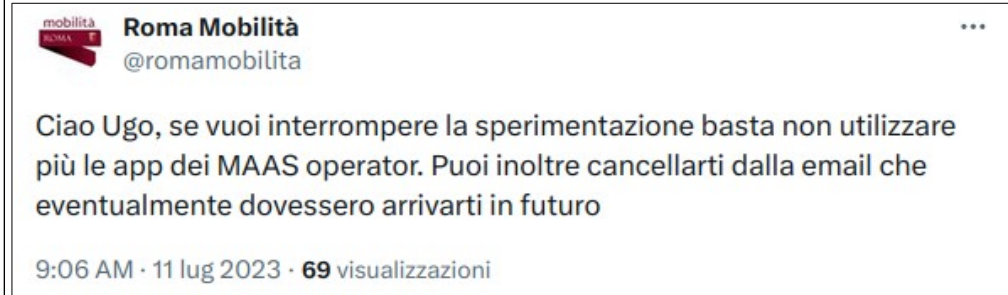 mobilità
ROMA
Roma Mobilità
@romamobilita
Ciao Ugo, se vuoi interrompere la sperimentazione basta non utilizzare
più le app dei MAAS operator. Puoi inoltre cancellarti dalla email che
eventualmente dovessero arrivarti in futuro
9:06 AM · 11 lug 2023 · 69 visualizzazioni